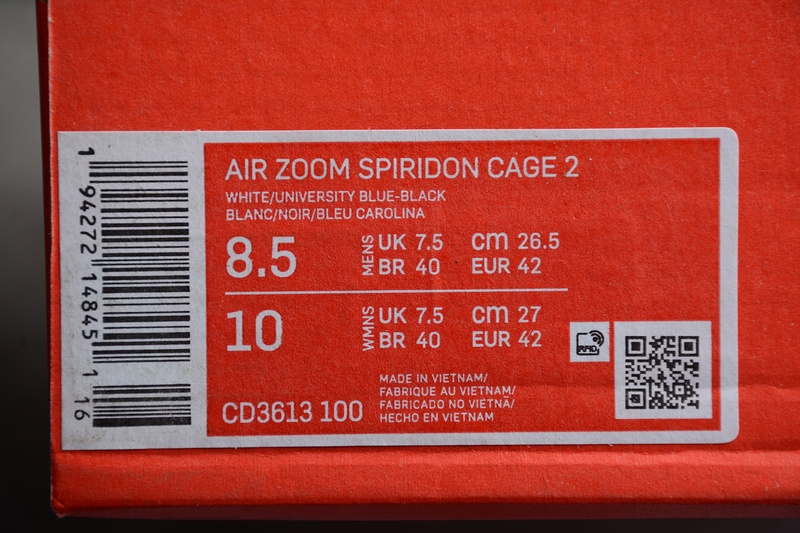 1 94272 14845 1 16
AIR ZOOM SPIRIDON CAGE 2
WHITE/UNIVERSITY BLUE-BLACK
BLANC/NOIR/BLEU CAROLINA
8.5 MENS UK 7.5 cm 26.5
BR 40 EUR 42
10 WMNS UK 7.5 cm 27
BR 40 EUR 42
RFID
CD3613 100
MADE IN VIETNAM/
FABRIQUE AU VIETNAM/
FABRICADO NO VIETNÃ/
HECHO EN VIETNAM